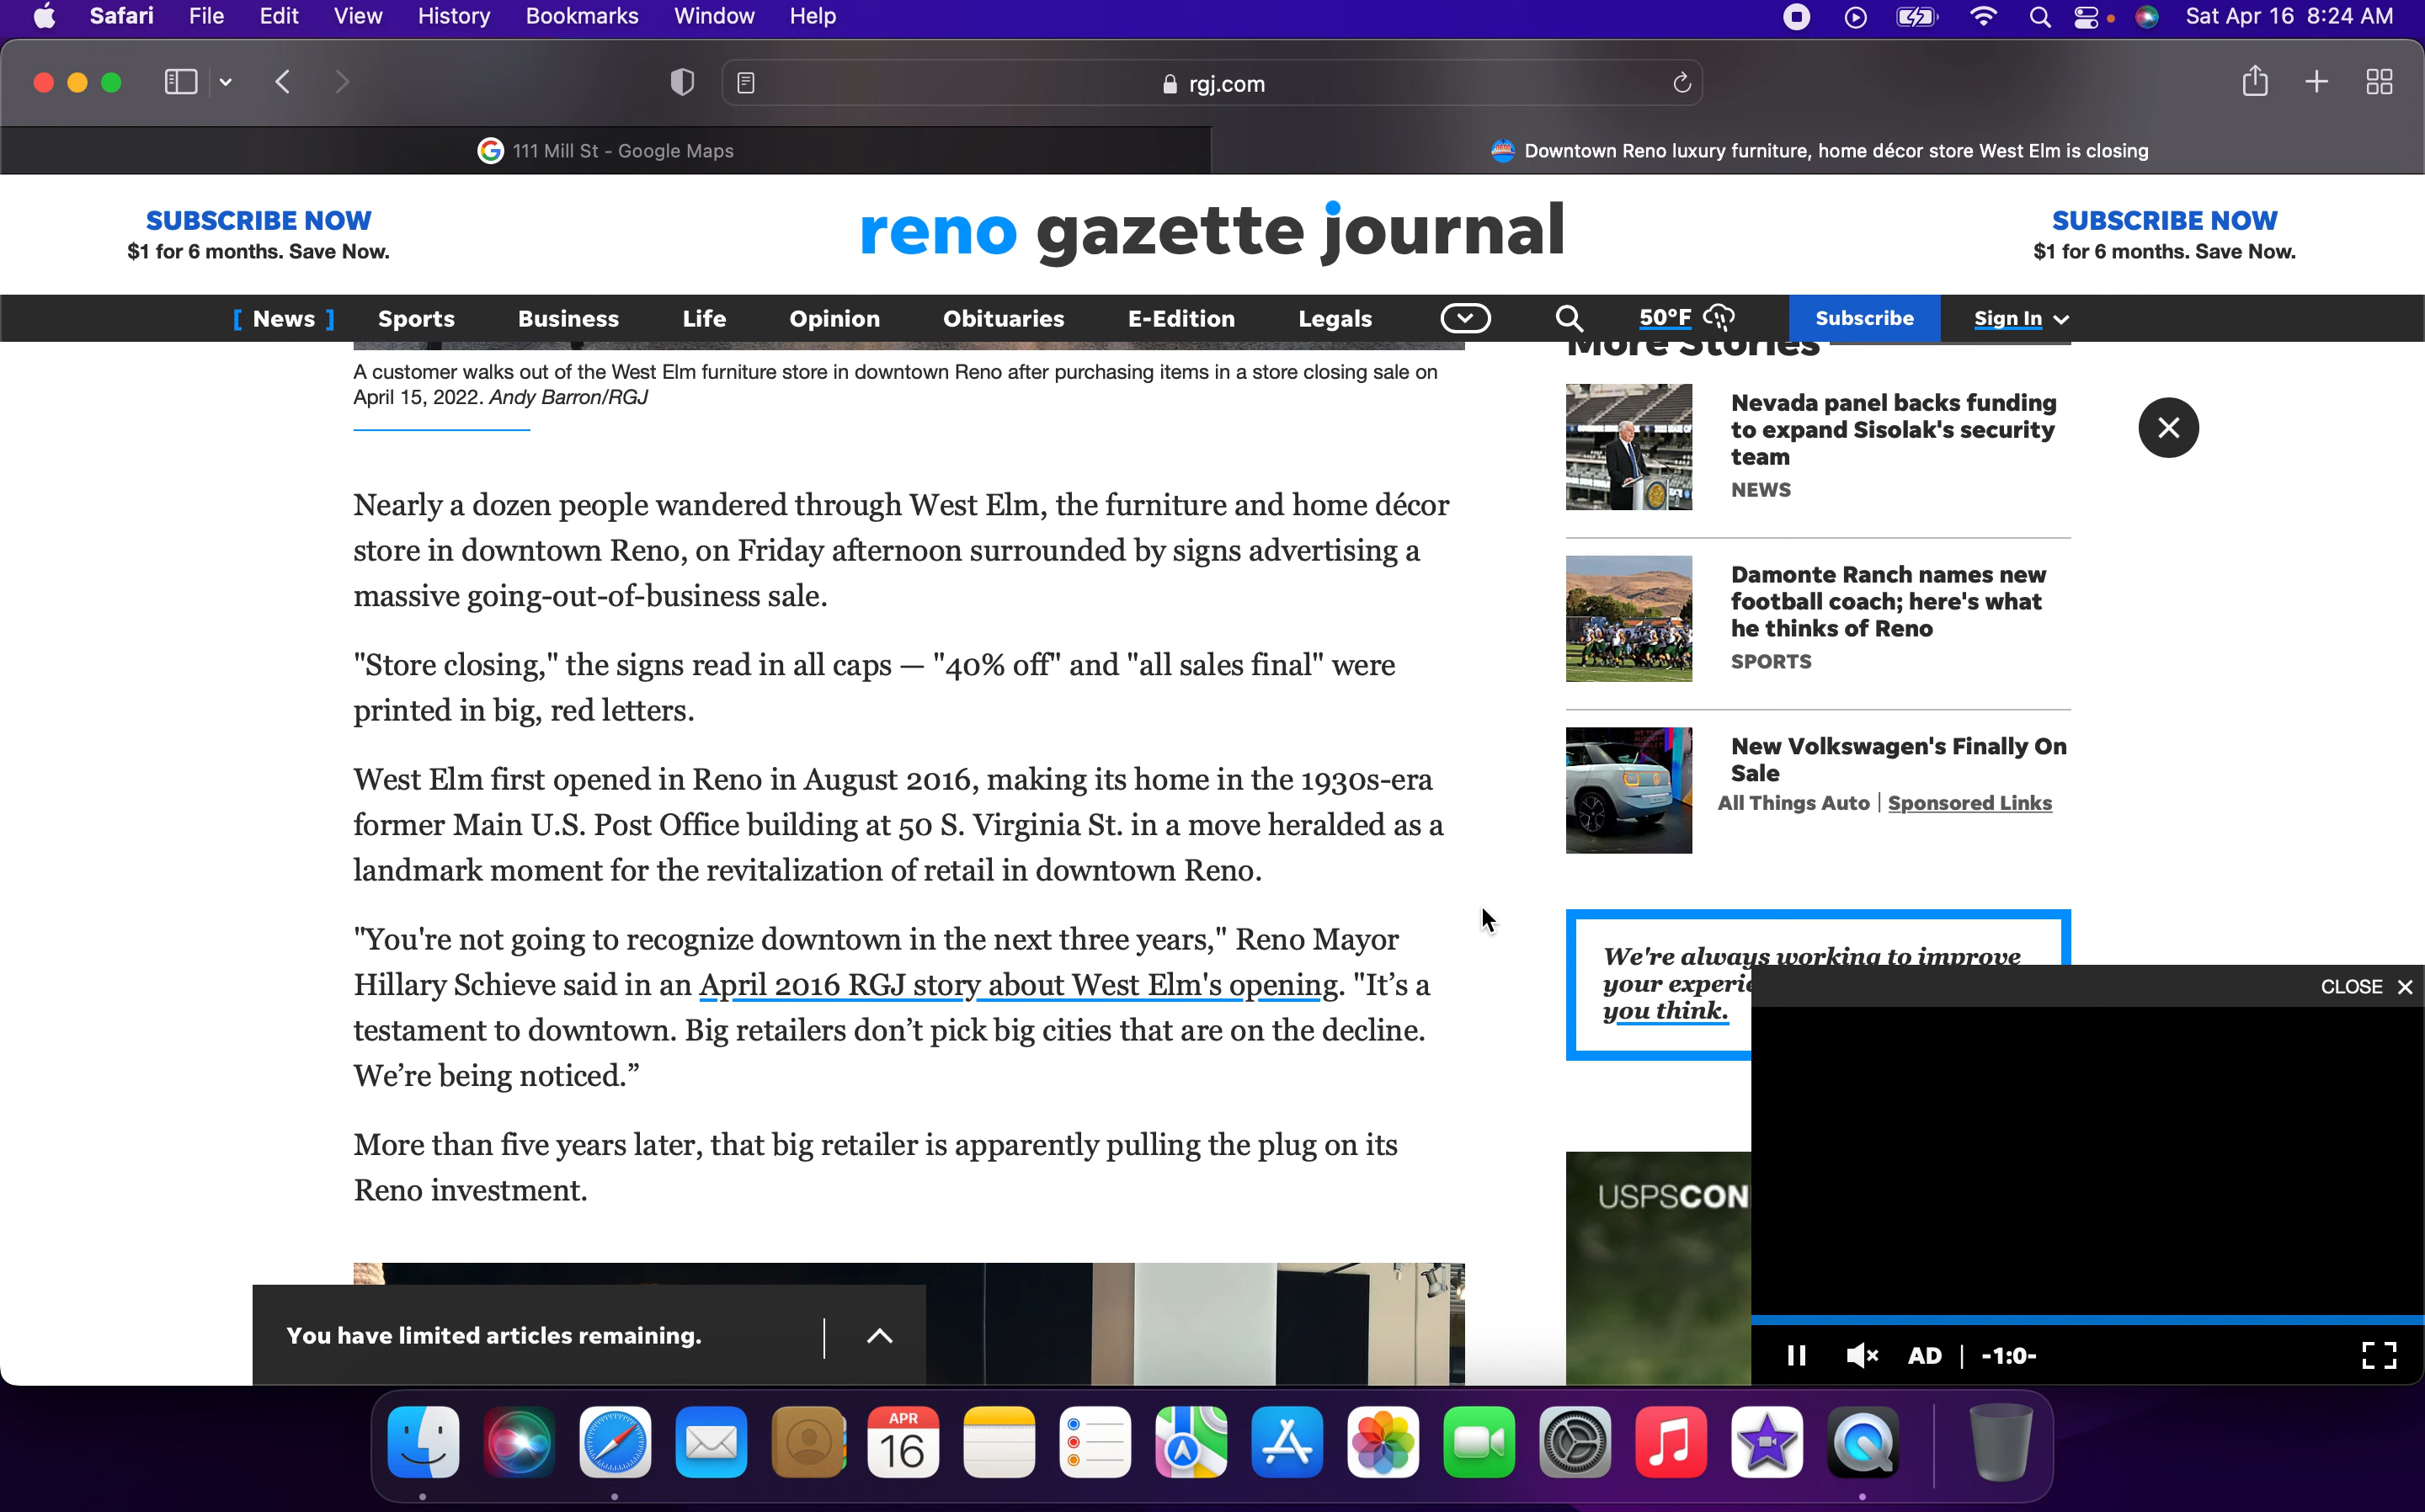 Safari File Edit View History Bookmarks Window Help Sat Apr 16 8:24 AM
rgj.com
111 Mill St - Google Maps
Downtown Reno luxury furniture, home décor store West Elm is closing
SUBSCRIBE NOW
$1 for 6 months. Save Now.
reno gazette journal
SUBSCRIBE NOW
$1 for 6 months. Save Now.
[ News ] Sports Business Life Opinion Obituaries E-Edition Legals 50°F Subscribe Sign In
A customer walks out of the West Elm furniture store in downtown Reno after purchasing items in a store closing sale on
April 15, 2022. Andy Barron/RGJ
Nearly a dozen people wandered through West Elm, the furniture and home décor
store in downtown Reno, on Friday afternoon surrounded by signs advertising a
massive going-out-of-business sale.
"Store closing," the signs read in all caps — "40% off" and "all sales final" were
printed in big, red letters.
West Elm first opened in Reno in August 2016, making its home in the 1930s-era
former Main U.S. Post Office building at 50 S. Virginia St. in a move heralded as a
landmark moment for the revitalization of retail in downtown Reno.
"You're not going to recognize downtown in the next three years," Reno Mayor
Hillary Schieve said in an April 2016 RGJ story about West Elm's opening. "It’s a
testament to downtown. Big retailers don’t pick big cities that are on the decline.
We’re being noticed.”
More than five years later, that big retailer is apparently pulling the plug on its
Reno investment.
You have limited articles remaining.
More Stories
Nevada panel backs funding
to expand Sisolak's security
team
NEWS
Damonte Ranch names new
football coach; here's what
he thinks of Reno
SPORTS
New Volkswagen's Finally On
Sale
All Things Auto | Sponsored Links
We're always working to improve
your experie
you think.
USPSCON
CLOSE
AD | -1:0-
APR
16